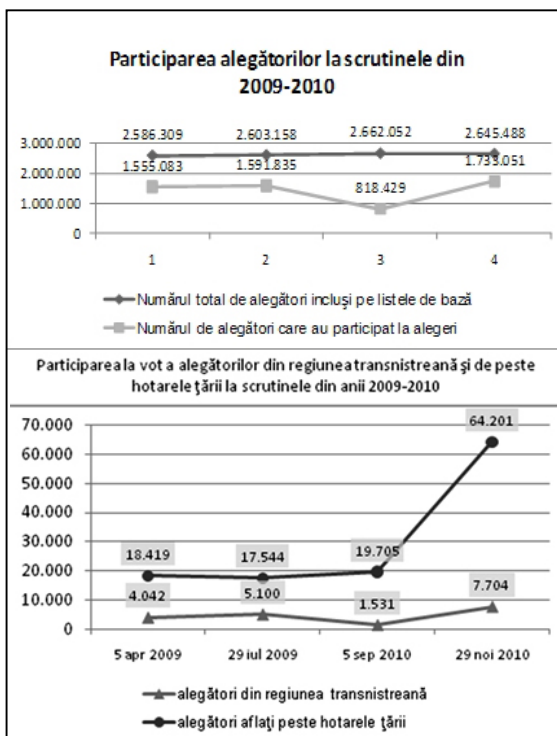 Participarea alegătorilor la scrutinele din
2009-2010
2.586.309 2.603.158 2.662.052 2.645.488
3.000.000
2.000.000
1.000.000
0
1.555.083 1.591.835 818.429 1.733.051
1 2 3 4
Numărul total de alegători incluși pe listele de bază
Numărul de alegători care au participat la alegeri
Participarea la vot a alegătorilor din regiunea transnistreană și de peste
hotarele țării la scrutinele din anii 2009-2010
70.000
60.000
50.000
40.000
30.000
20.000
10.000
0
18.419 17.544 19.705 64.201
4.042 5.100 1.531 7.704
5 apr 2009 29 iul 2009 5 sep 2010 29 noi 2010
alegători din regiunea transnistreană
alegători aflați peste hotarele țării